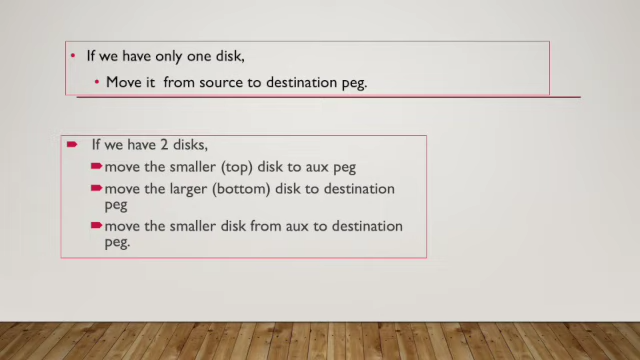 If we have only one disk,
Move it from source to destination peg.
If we have 2 disks,
move the smaller (top) disk to aux peg
move the larger (bottom) disk to destination
peg
move the smaller disk from aux to destination
peg.